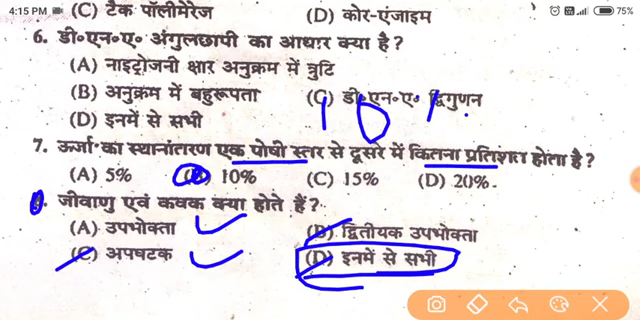 4:15 PM 75%
(C) टैक पॉलीमेरेज (D) कोर-एंजाइम
6. डी०एन०ए० अंगुलछापी का आधार क्या है?
(A) नाइट्रोजनी क्षार अनुक्रम में त्रुटि
(B) अनुक्रम में बहुरूपता (C) डी०एन०ए० द्विगुणन
(D) इनमें से सभी
7. ऊर्जा का स्थानांतरण एक पोषी स्तर से दूसरे में कितना प्रतिशत होता है?
(A) 5% 10% (C) 15% (D) 20%
8. जीवाणु एवं कवक क्या होते हैं?
(A) उपभोक्ता (B) द्वितीयक उपभोक्ता
(C) अपघटक (D) इनमें से सभी